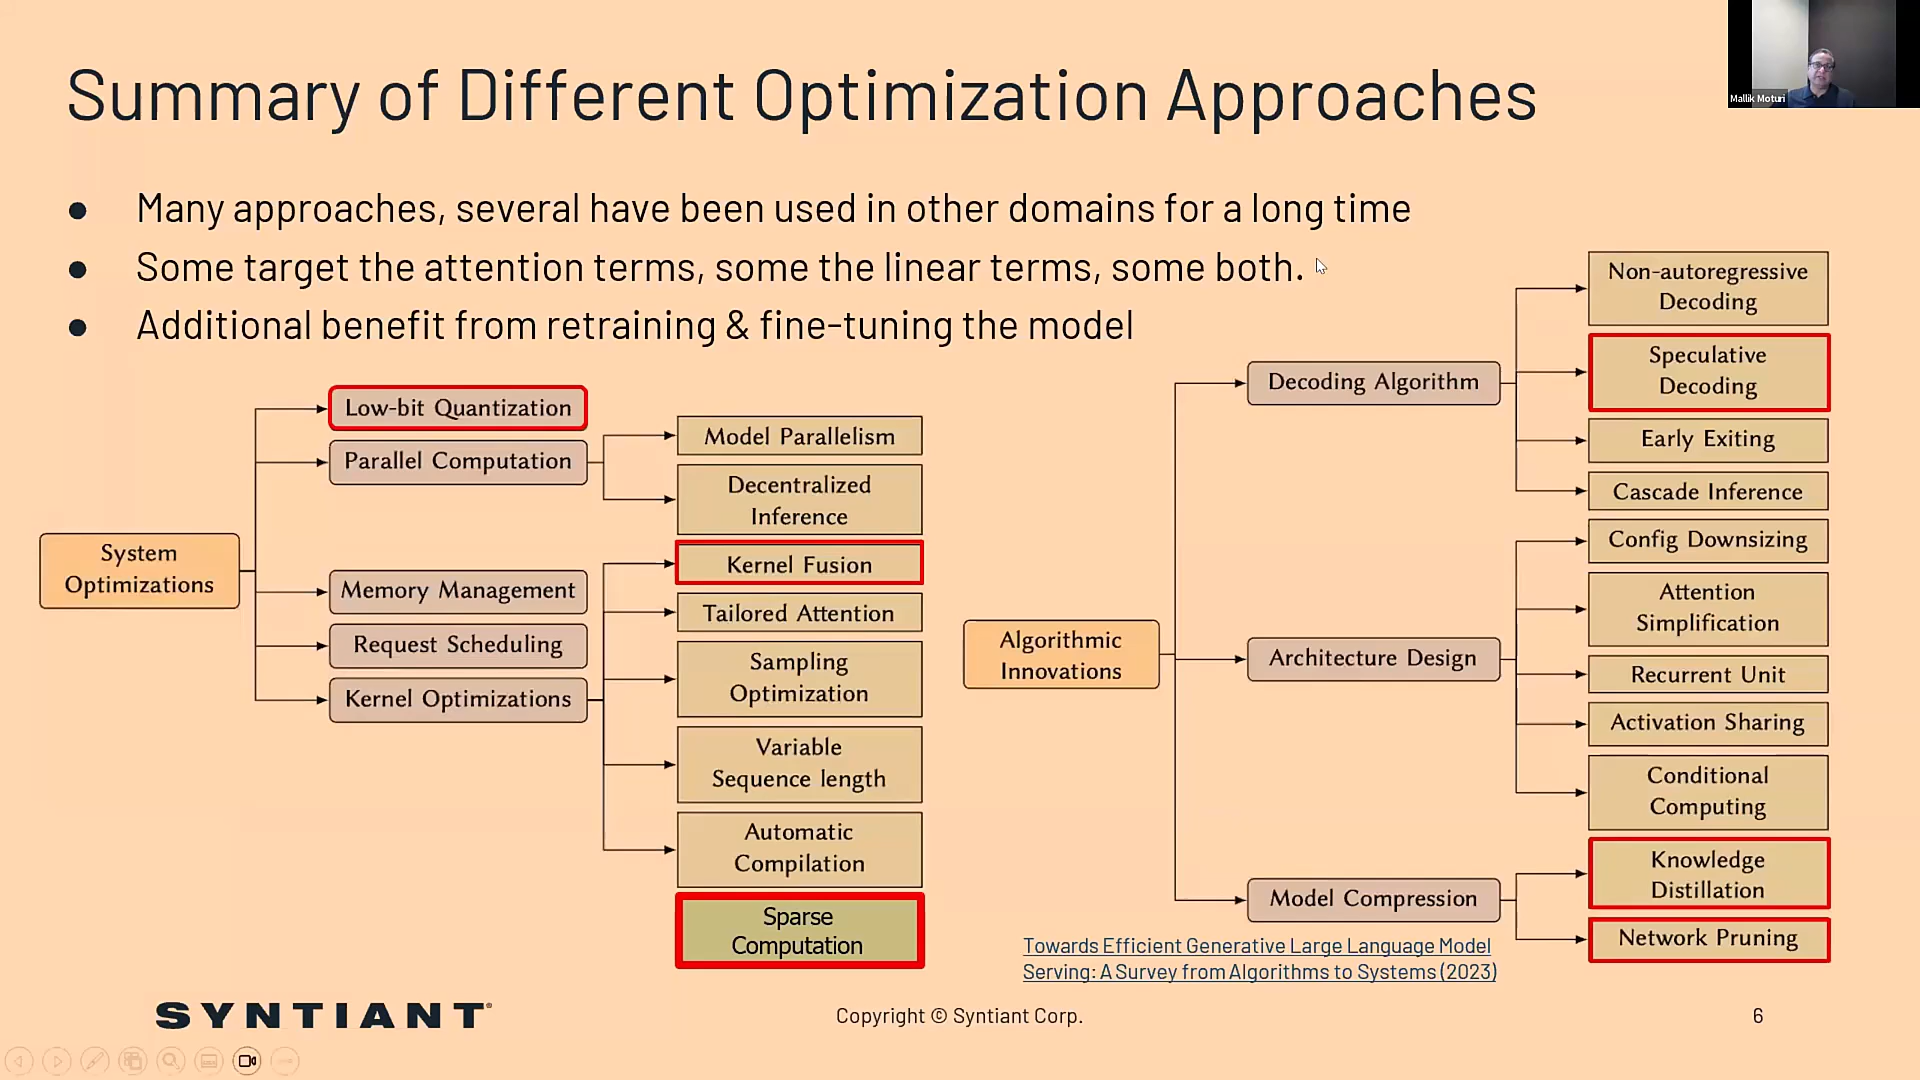 Summary of Different Optimization Approaches
Mallik Moturi
● Many approaches, several have been used in other domains for a long time
● Some target the attention terms, some the linear terms, some both.
● Additional benefit from retraining & fine-tuning the model
System
Optimizations
Low-bit Quantization
Parallel Computation
Memory Management
Request Scheduling
Kernel Optimizations
Model Parallelism
Decentralized
Inference
Kernel Fusion
Tailored Attention
Sampling
Optimization
Variable
Sequence length
Automatic
Compilation
Sparse
Computation
Algorithmic
Innovations
Decoding Algorithm
Architecture Design
Model Compression
Non-autoregressive
Decoding
Speculative
Decoding
Early Exiting
Cascade Inference
Config Downsizing
Attention
Simplification
Recurrent Unit
Activation Sharing
Conditional
Computing
Knowledge
Distillation
Network Pruning
Towards Efficient Generative Large Language Model
Serving: A Survey from Algorithms to Systems (2023)
SYNTIANT®
Copyright © Syntiant Corp.
6